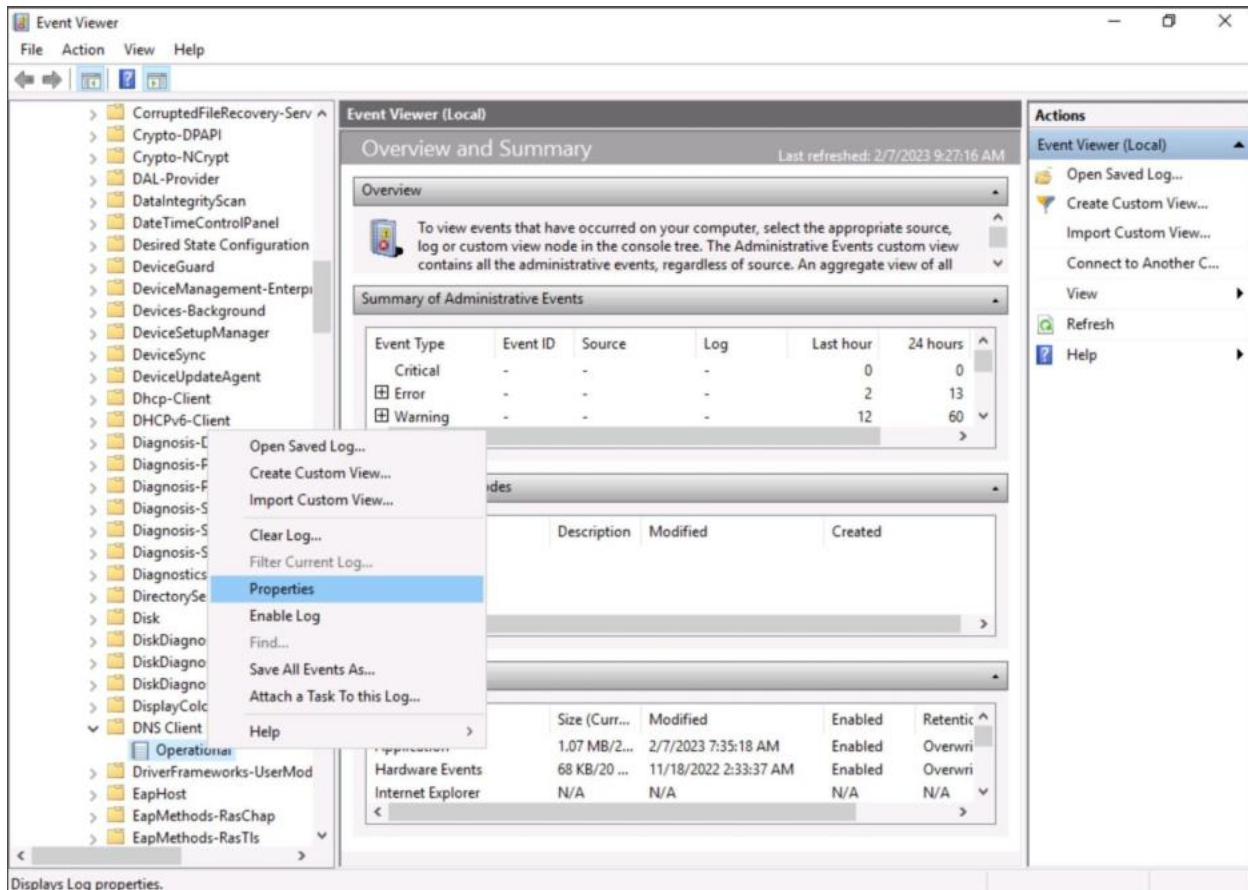 Event Viewer
File Action View Help
CorruptedFileRecovery-Serv
Crypto-DPAPI
Crypto-NCrypt
DAL-Provider
DataIntegrityScan
DateTimeControlPanel
Desired State Configuration
DeviceGuard
DeviceManagement-Enterpr
Devices-Background
DeviceSetupManager
DeviceSync
DeviceUpdateAgent
Dhcp-Client
DHCPv6-Client
Diagnosis-D
Diagnosis-P
Diagnosis-P
Diagnosis-S
Diagnosis-S
Diagnosis-S
Diagnostics
DirectorySe
Disk
DiskDiagno
DiskDiagno
DiskDiagno
DisplayColo
DNS Client
Operational
DriverFrameworks-UserMod
EapHost
EapMethods-RasChap
EapMethods-RasTls
Open Saved Log...
Create Custom View...
Import Custom View...
Clear Log...
Filter Current Log...
Properties
Enable Log
Find...
Save All Events As...
Attach a Task To this Log...
Help
Event Viewer (Local)
Overview and Summary Last refreshed: 2/7/2023 9:27:16 AM
Overview
To view events that have occurred on your computer, select the appropriate source,
log or custom view node in the console tree. The Administrative Events custom view
contains all the administrative events, regardless of source. An aggregate view of all
Summary of Administrative Events
Event Type Event ID Source Log Last hour 24 hours
Critical - - - 0 0
Error - - - 2 13
Warning - - - 12 60
des
Description Modified Created
Size (Curr... Modified Enabled Retentic
Application 1.07 MB/2... 2/7/2023 7:35:18 AM Enabled Overwri
Hardware Events 68 KB/20 ... 11/18/2022 2:33:37 AM Enabled Overwri
Internet Explorer N/A N/A N/A N/A
Actions
Event Viewer (Local)
Open Saved Log...
Create Custom View...
Import Custom View...
Connect to Another C...
View
Refresh
Help
Displays Log properties.